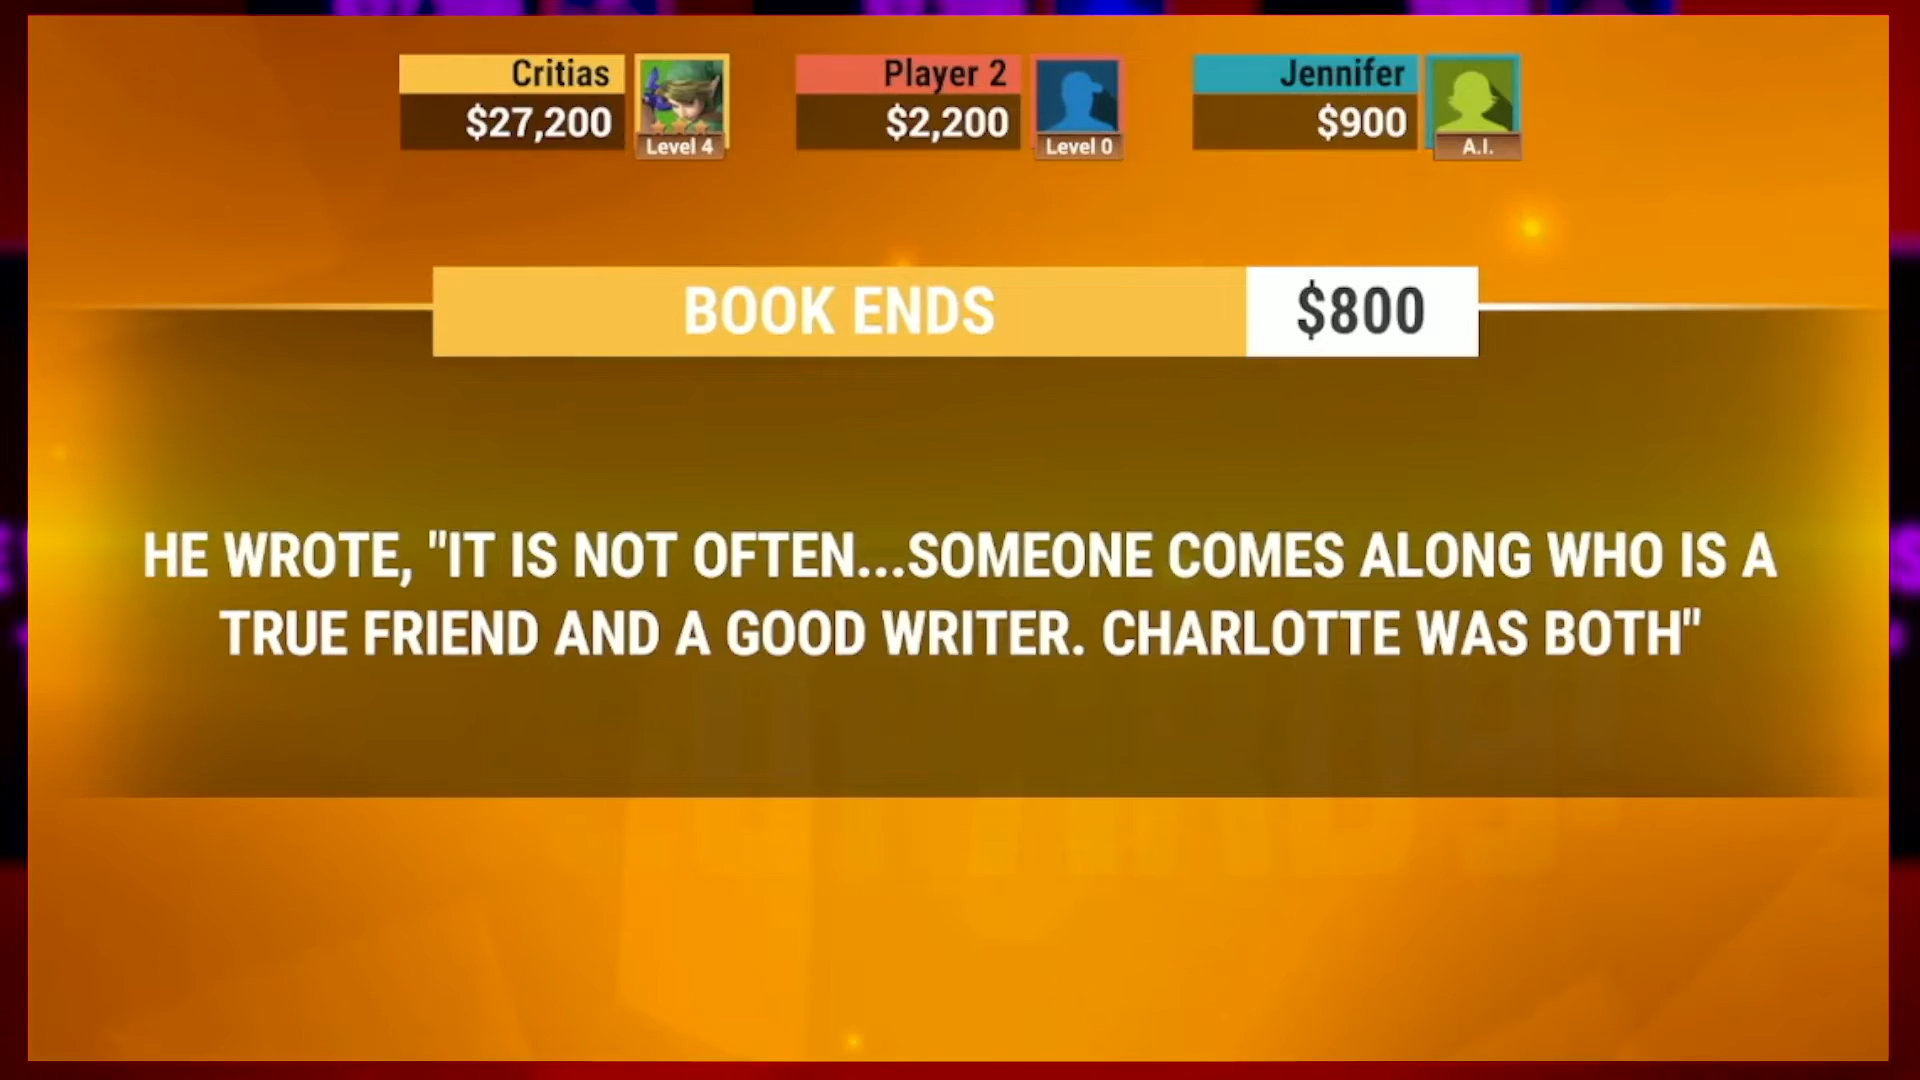 Critias
$27,200
Level 4
Player 2
$2,200
Level 0
Jennifer
$900
A.I.
BOOK ENDS
$800
HE WROTE, "IT IS NOT OFTEN...SOMEONE COMES ALONG WHO IS A
TRUE FRIEND AND A GOOD WRITER. CHARLOTTE WAS BOTH"